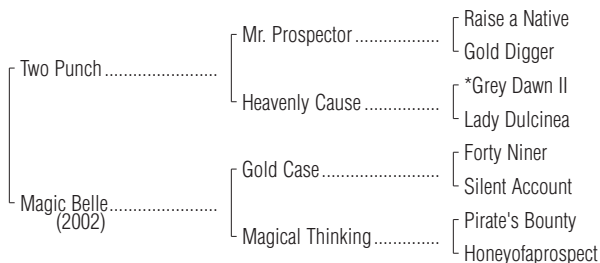 Raise a Native
Mr. Prospector
Gold Digger
Two Punch
*Grey Dawn II
Heavenly Cause
Lady Dulcinea
Forty Niner
Gold Case
Silent Account
Magic Belle
(2002)
Pirate's Bounty
Magical Thinking
Honeyofaprospect